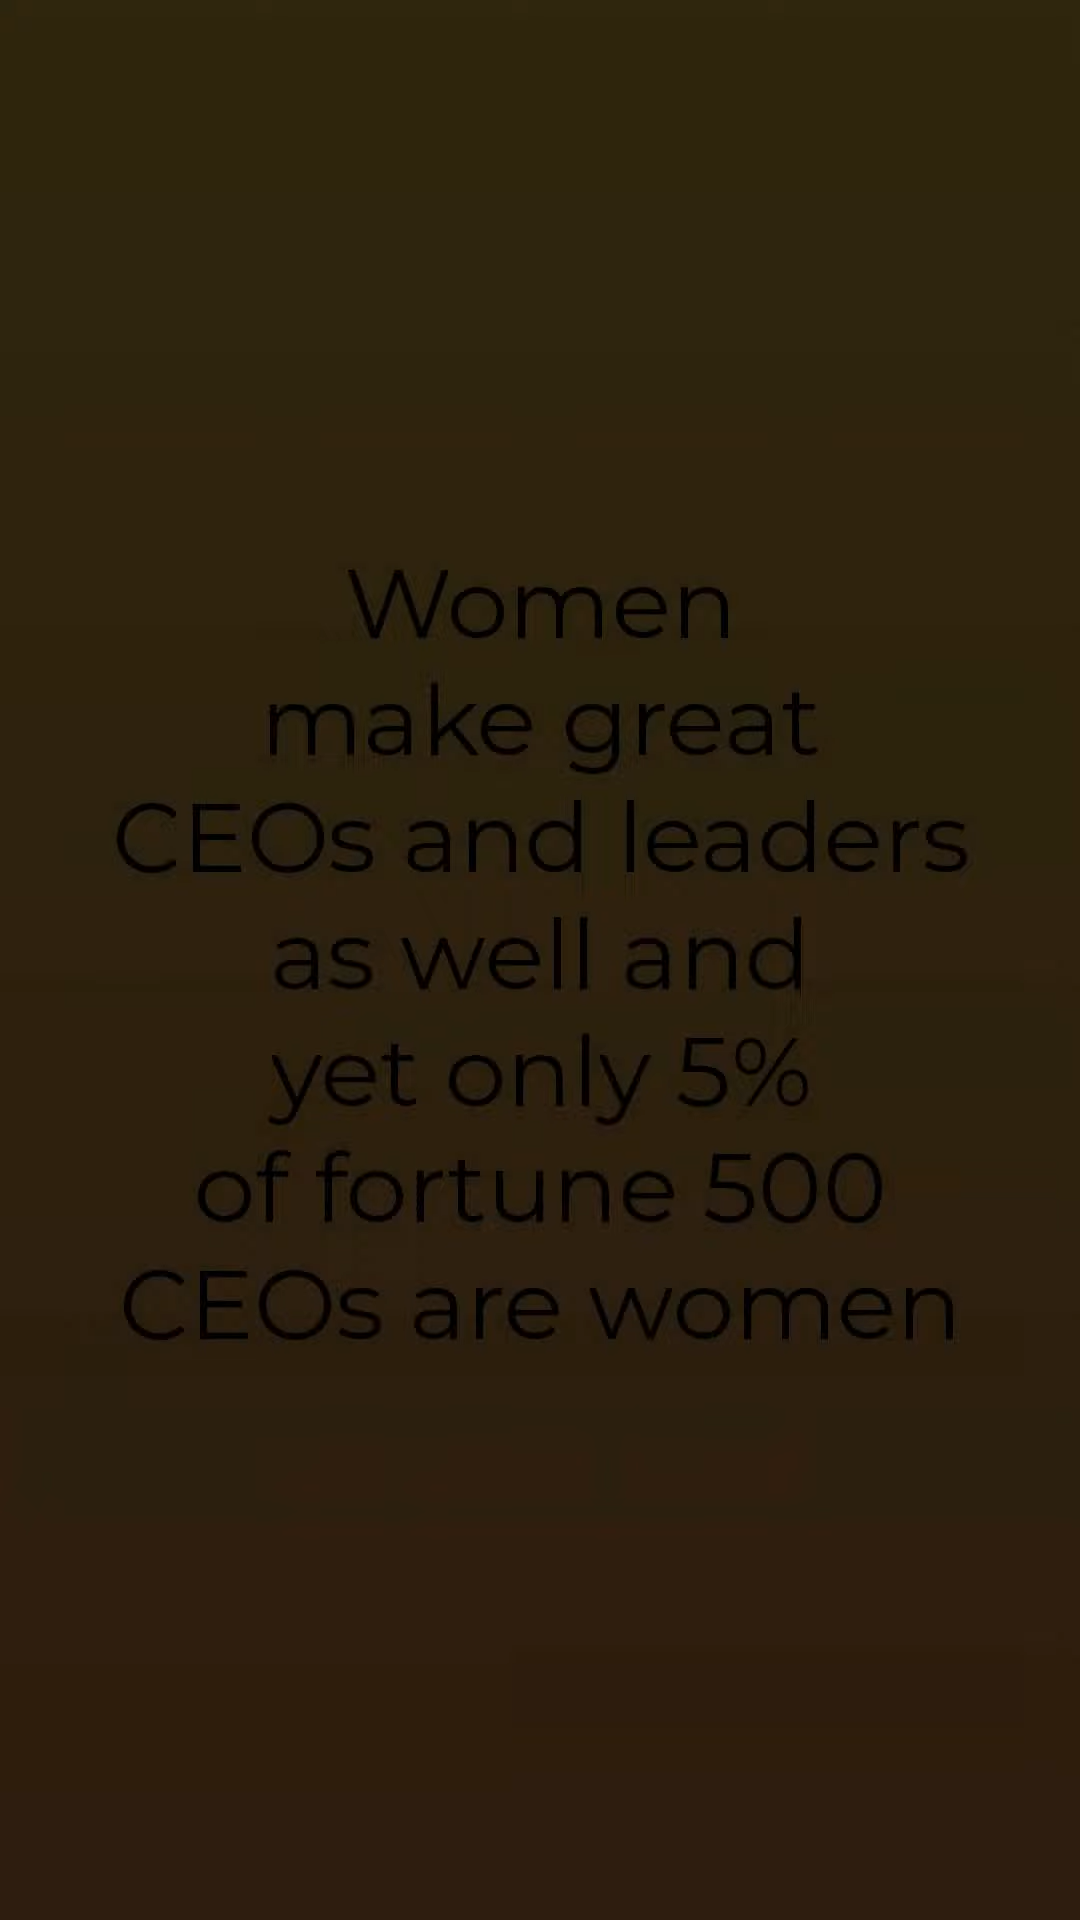 Women
make great
CEOs and leaders
as well and
yet only 5%
of fortune 500
CEOs are women